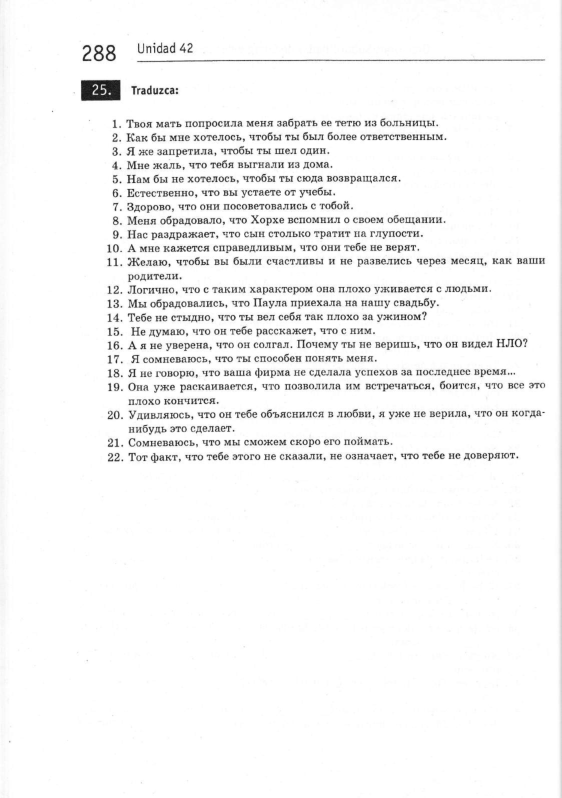 288 Unidad 42
25. Traduzca:
1. Твоя мать попросила меня забрать ее тетю из больницы.
2. Как бы мне хотелось, чтобы ты был более ответственным.
3. Я же запретила, чтобы ты шел один.
4. Мне жаль, что тебя выгнали из дома.
5. Нам бы не хотелось, чтобы ты сюда возвращался.
6. Естественно, что вы устаете от учебы.
7. Здорово, что они посоветовались с тобой.
8. Меня обрадовало, что Хорхе вспомнил о своем обещании.
9. Нас раздражает, что сын столько тратит на глупости.
10. А мне кажется справедливым, что они тебе не верят.
11. Желаю, чтобы вы были счастливы и не развелись через месяц, как ваши
родители.
12. Логично, что с таким характером она плохо уживается с людьми.
13. Мы обрадовались, что Паула приехала на нашу свадьбу.
14. Тебе не стыдно, что ты вел себя так плохо за ужином?
15. Не думаю, что он тебе расскажет, что с ним.
16. А я не уверена, что он солгал. Почему ты не веришь, что он видел НЛО?
17. Я сомневаюсь, что ты способен понять меня.
18. Я не говорю, что ваша фирма не сделала успехов за последнее время...
19. Она уже раскаивается, что позволила им встречаться, боится, что все это
плохо кончится.
20. Удивляюсь, что он тебе объяснился в любви, я уже не верила, что он когда-
нибудь это сделает.
21. Сомневаюсь, что мы сможем скоро его поймать.
22. Тот факт, что тебе этого не сказали, не означает, что тебе не доверяют.